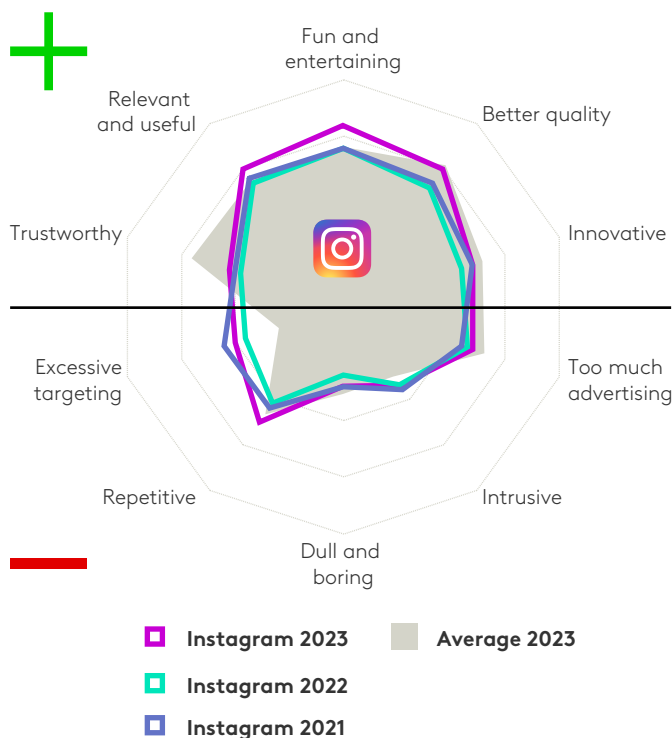 Fun and
entertaining
Relevant
and useful
Better quality
Trustworthy
Innovative
Excessive
targeting
Too much
advertising
Repetitive
Intrusive
Dull and
boring
Instagram 2023
Average 2023
Instagram 2022
Instagram 2021